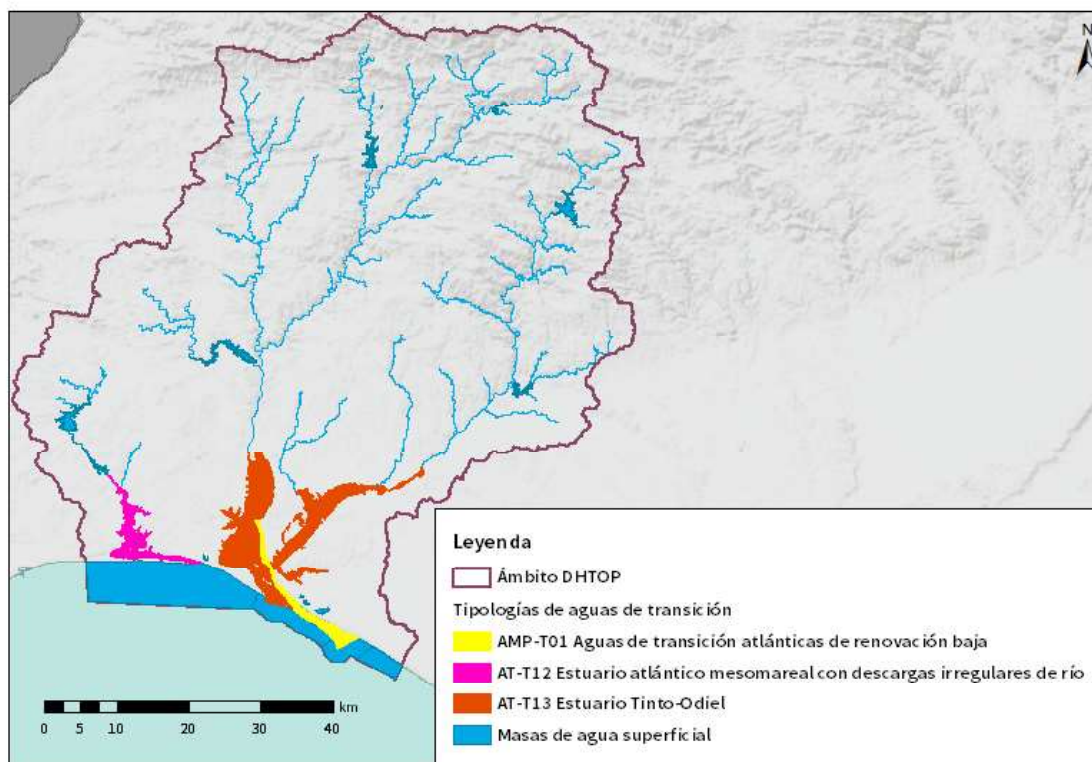 N
Leyenda
Ámbito DHTOP
Tipologías de aguas de transición
AMP-T01 Aguas de transición atlánticas de renovación baja
AT-T12 Estuario atlántico mesomareal con descargas irregulares de río
AT-T13 Estuario Tinto-Odiel
Masas de agua superficial
km
0 5 10 20 30 40